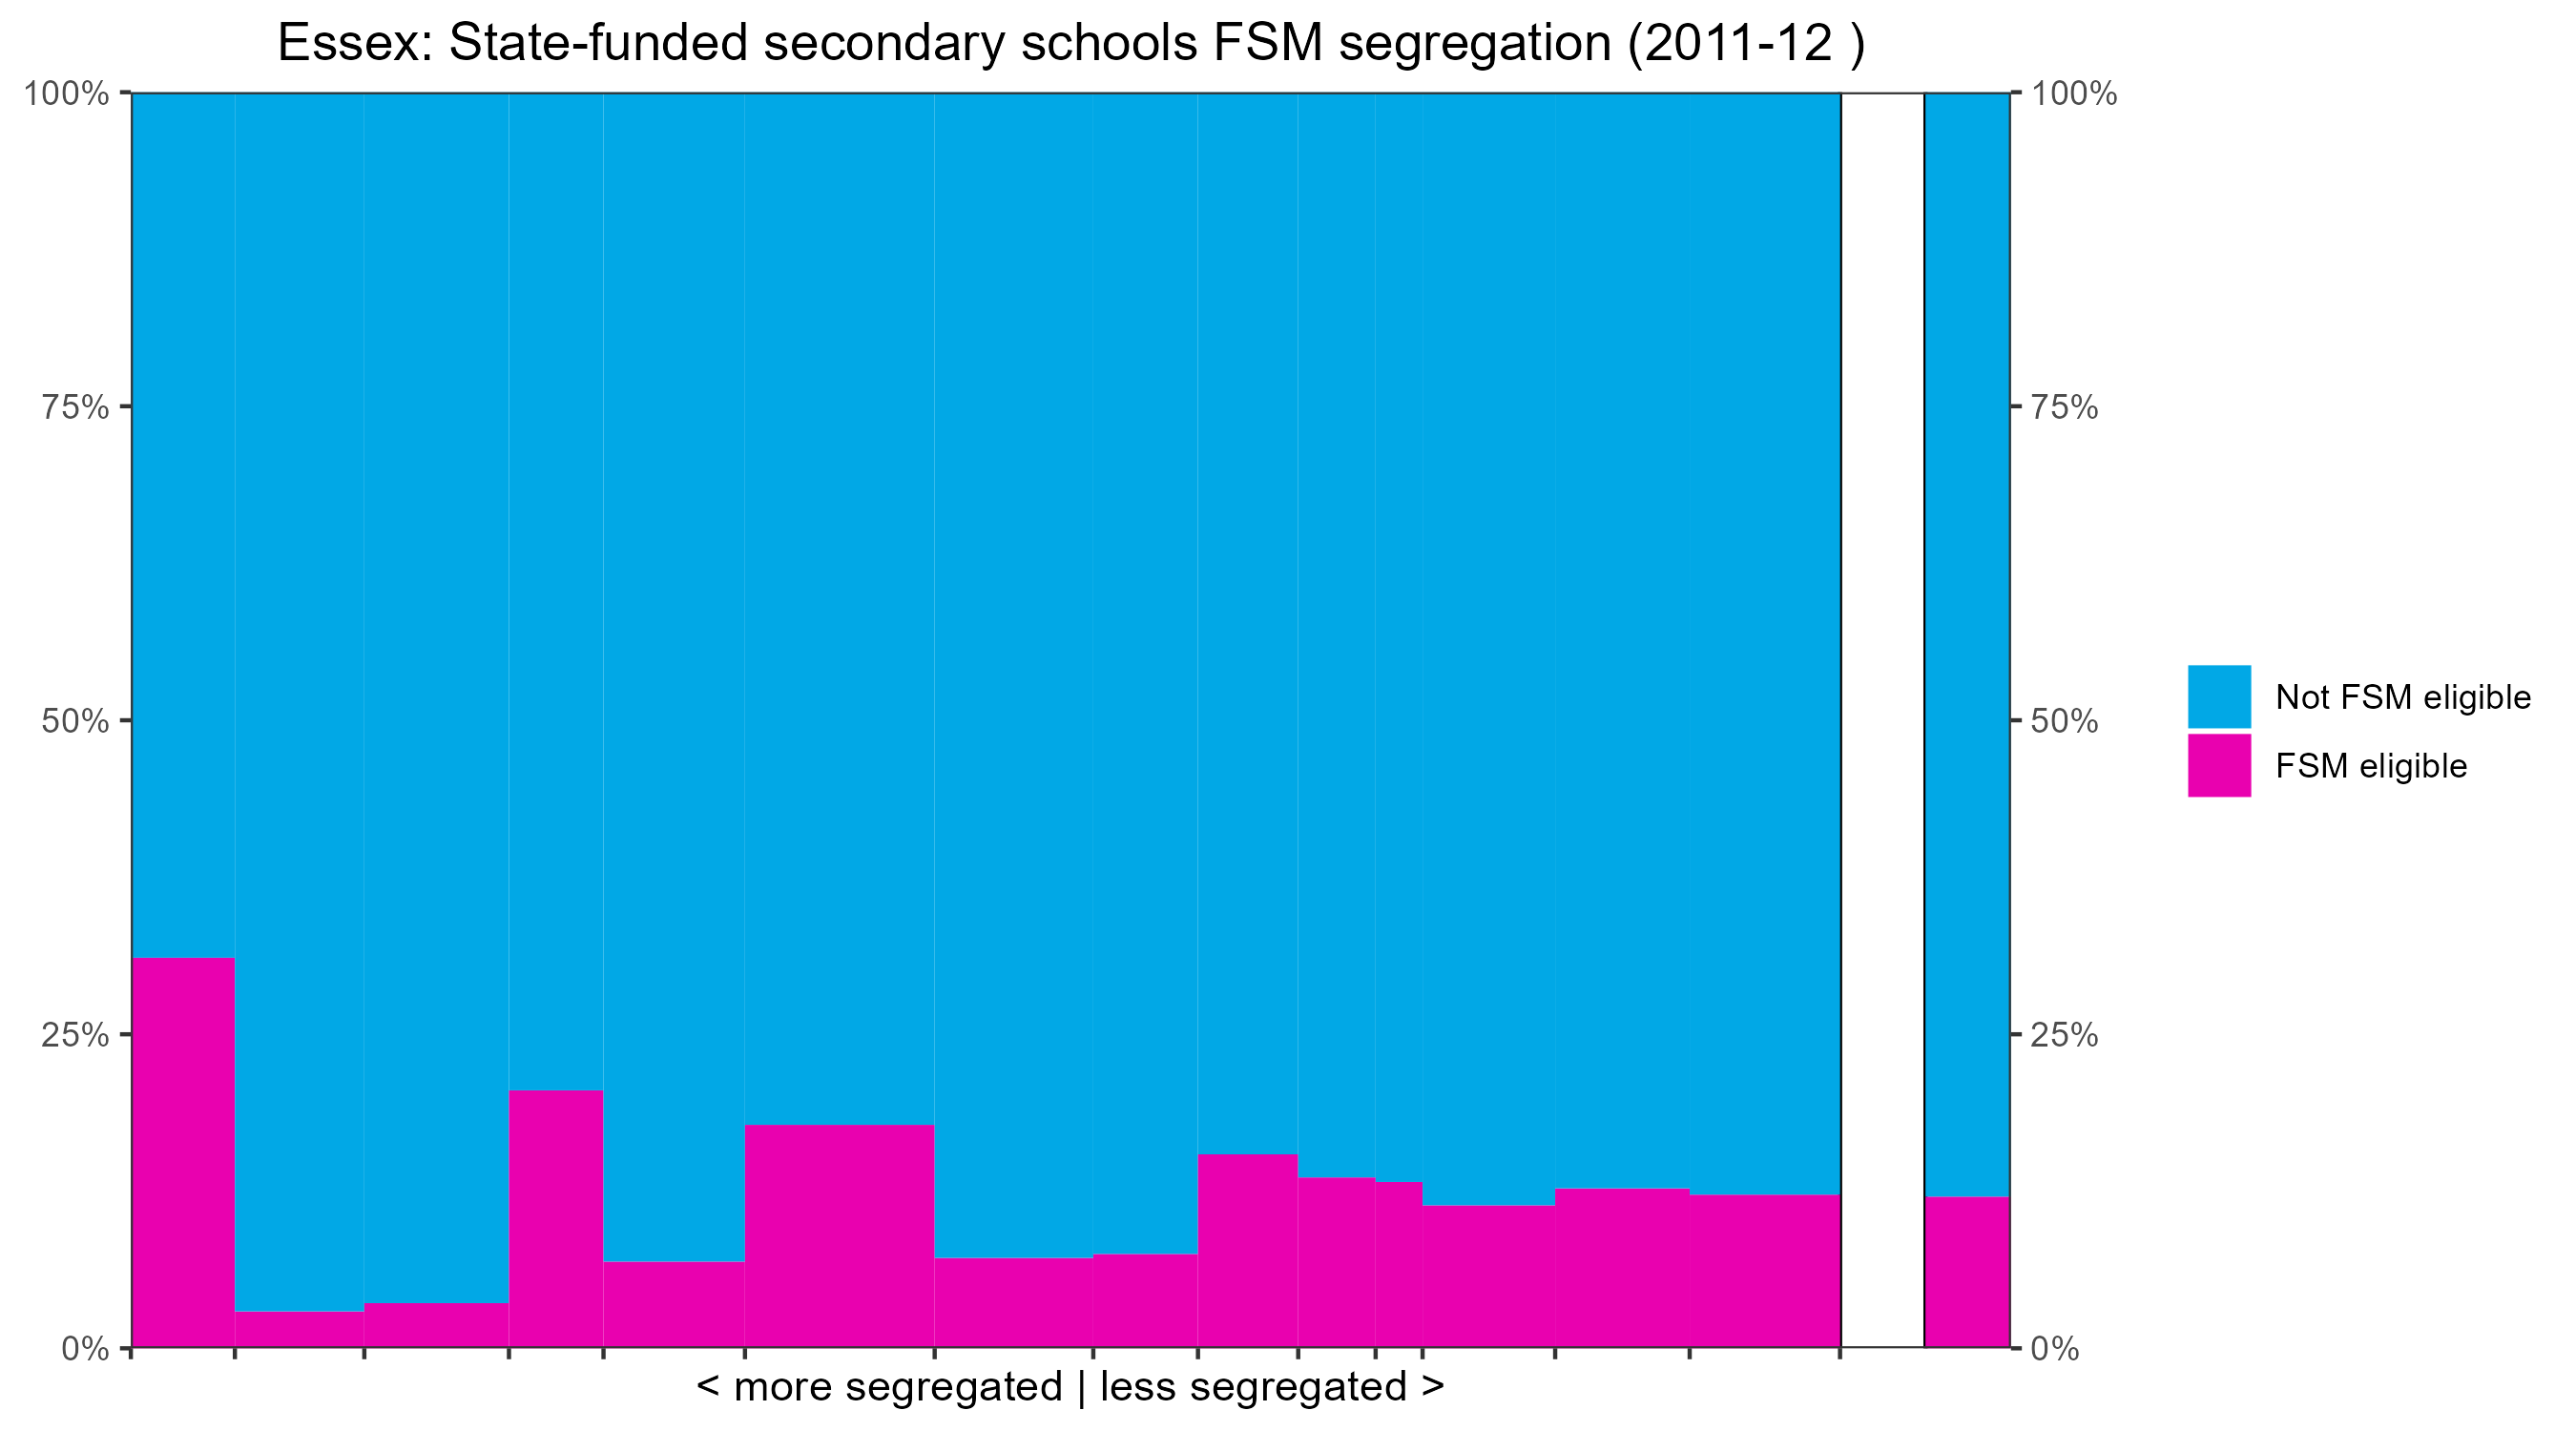 Essex: State-funded secondary schools FSM segregation (2011-12 )
100%
75%
50%
25%
0%
100%
75%
50%
25%
0%
< more segregated | less segregated >
Not FSM eligible
FSM eligible